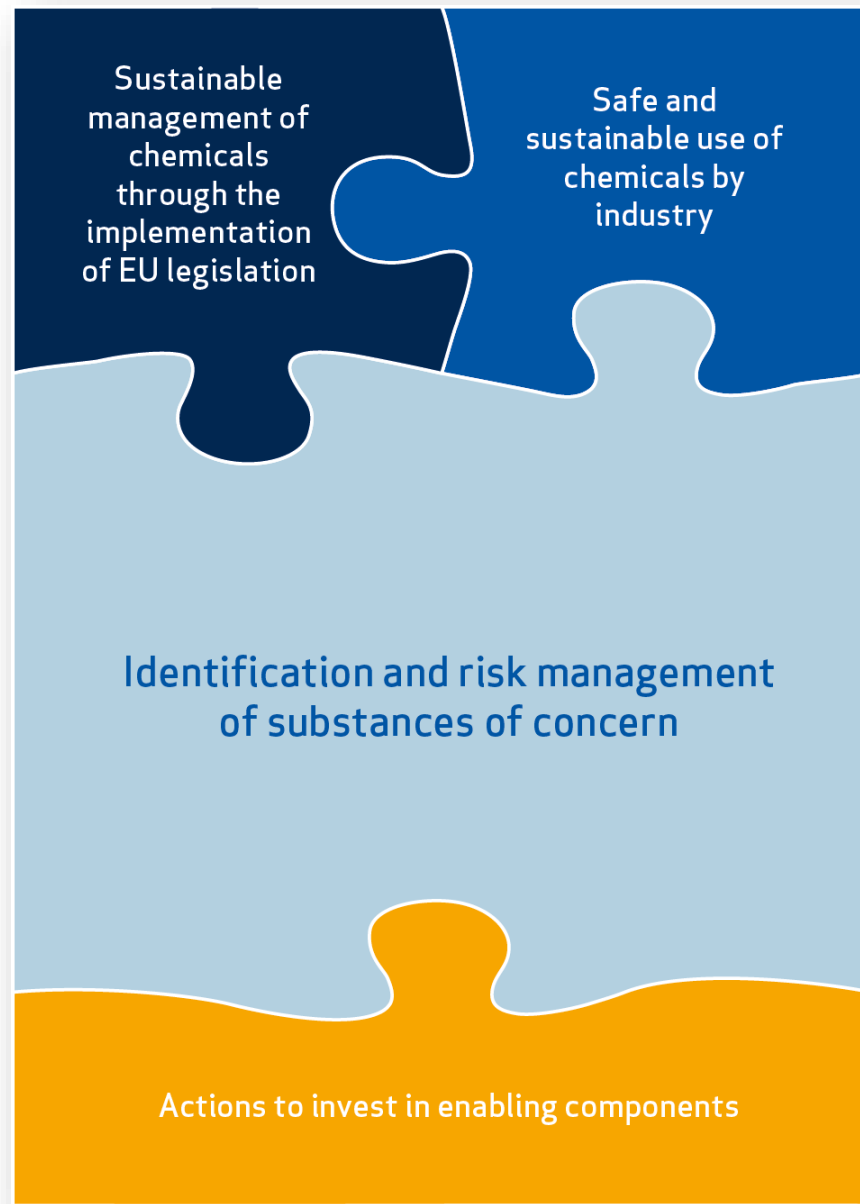 Sustainable
management of
chemicals
through the
implementation
of EU legislation
Safe and
sustainable use of
chemicals by
industry
Identification and risk management
of substances of concern
Actions to invest in enabling components